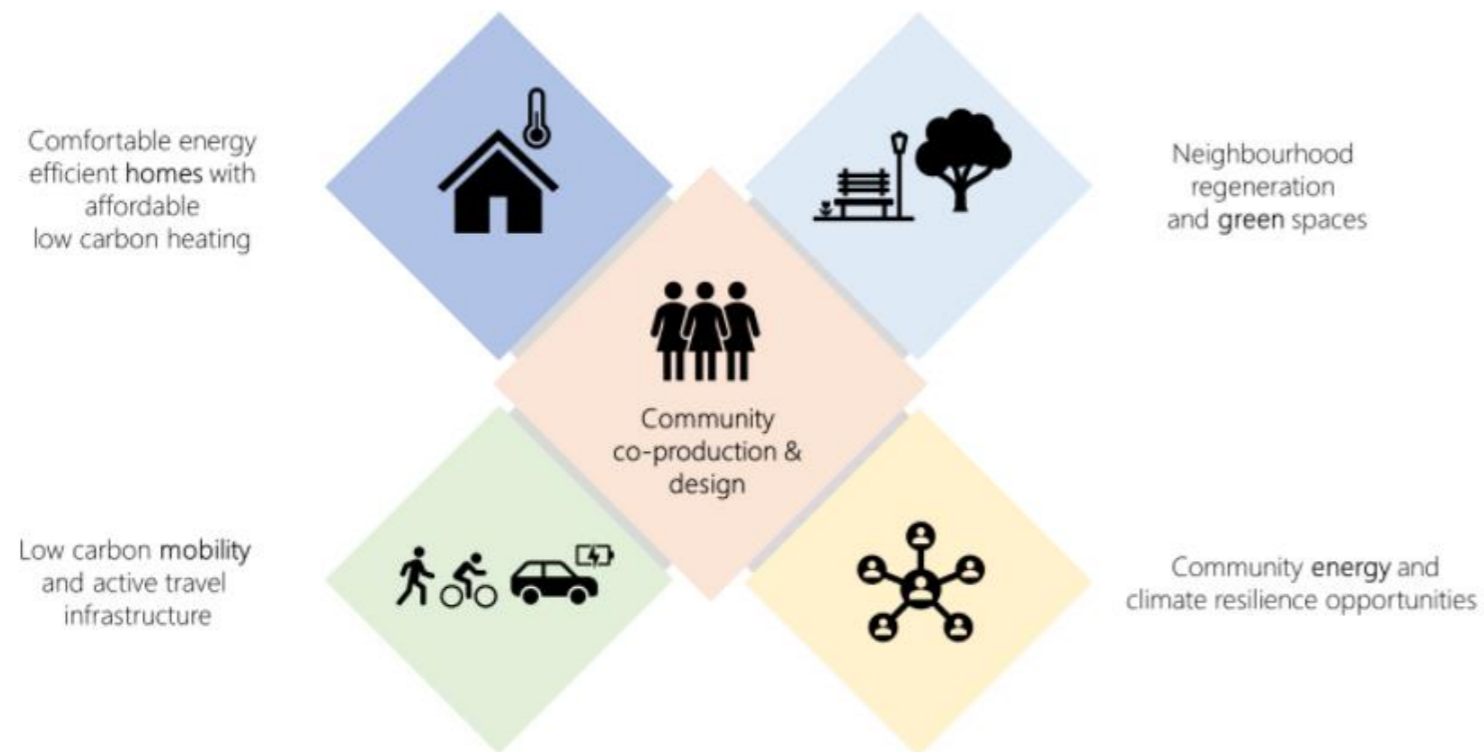 Comfortable energy
efficient homes with
affordable
low carbon heating
Neighbourhood
regeneration
and green spaces
Community
co-production &
design
Low carbon mobility
and active travel
infrastructure
Community energy and
climate resilience opportunities